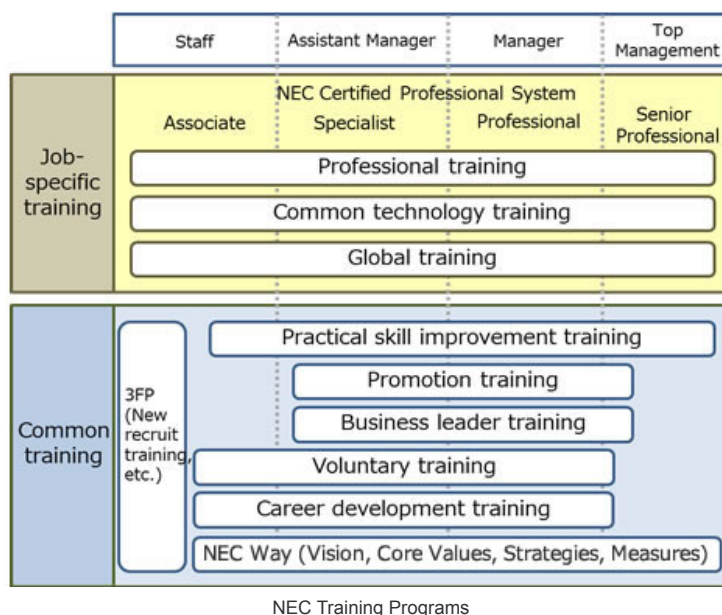 Staff
Assistant Manager
Manager
Top
Management
Job-
specific
training
NEC Certified Professional System
Associate
Specialist
Professional
Senior
Professional
Professional training
Common technology training
Global training
Common
training
3FP
(New
recruit
training,
etc.)
Practical skill improvement training
Promotion training
Business leader training
Voluntary training
Career development training
NEC Way (Vision, Core Values, Strategies, Measures)
NEC Training Programs